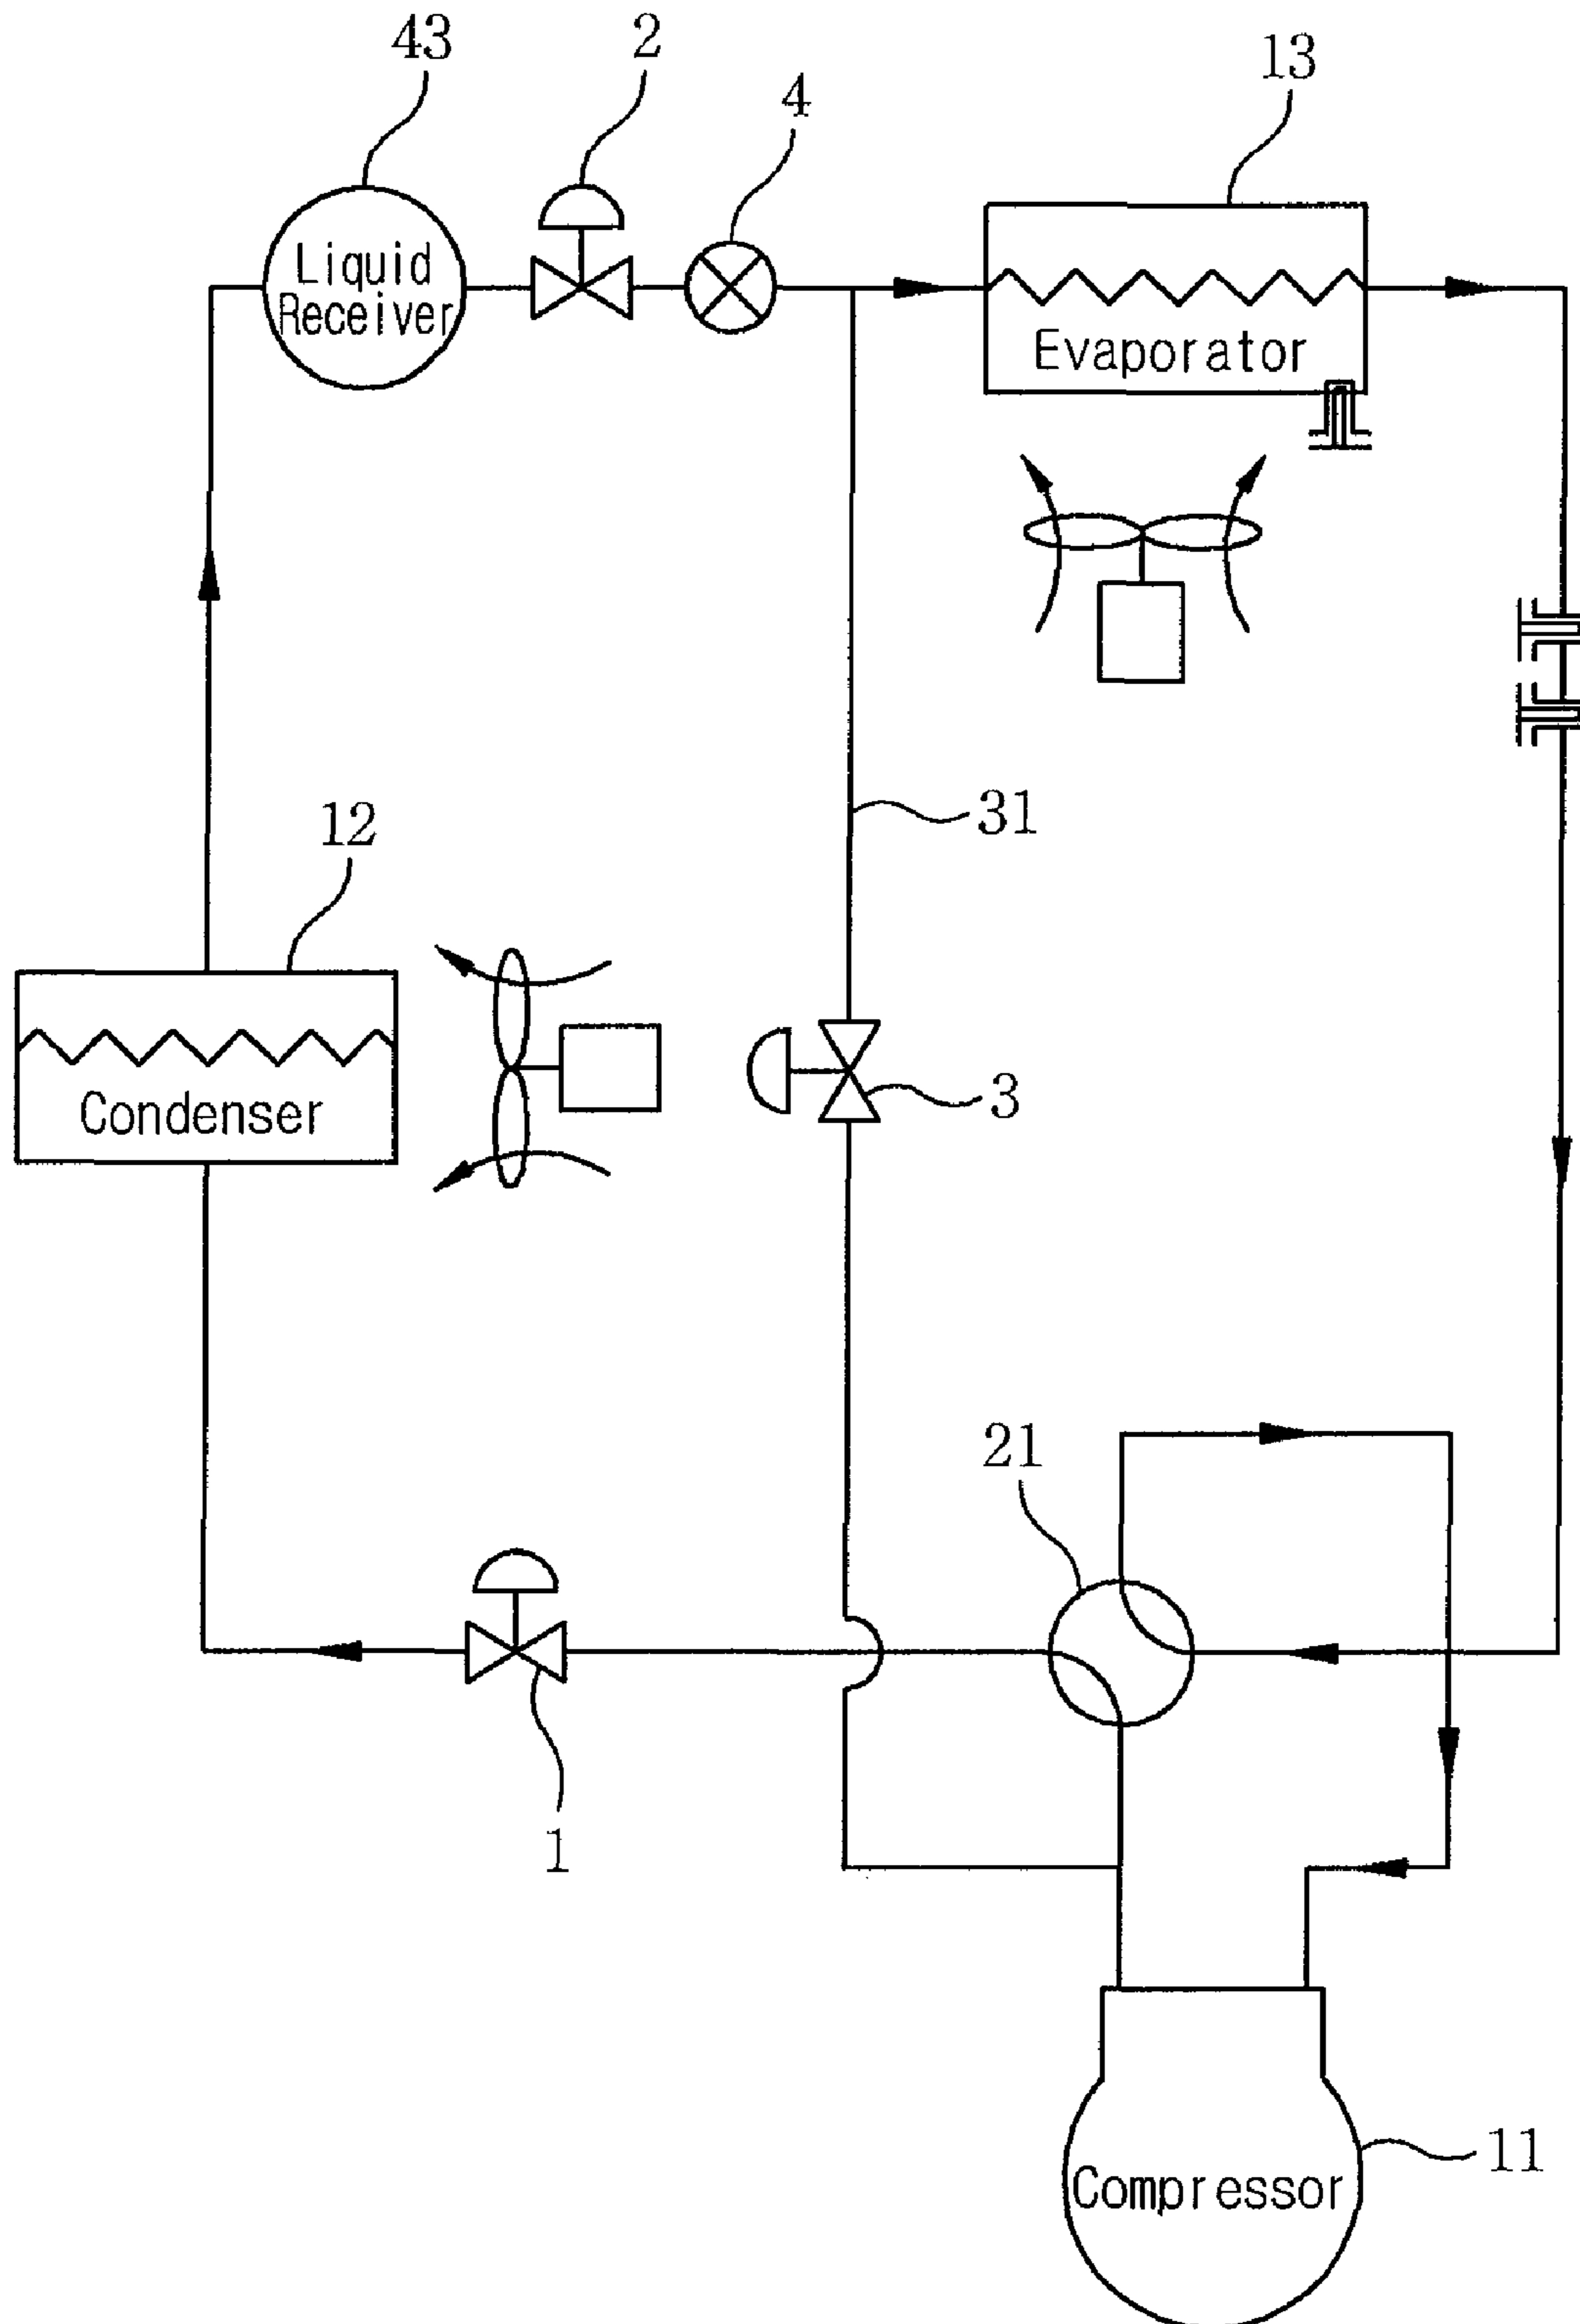 43
2
4
13
Liquid
Receiver
Evaporator
31
12
Condenser
3
21
1
11
Compressor